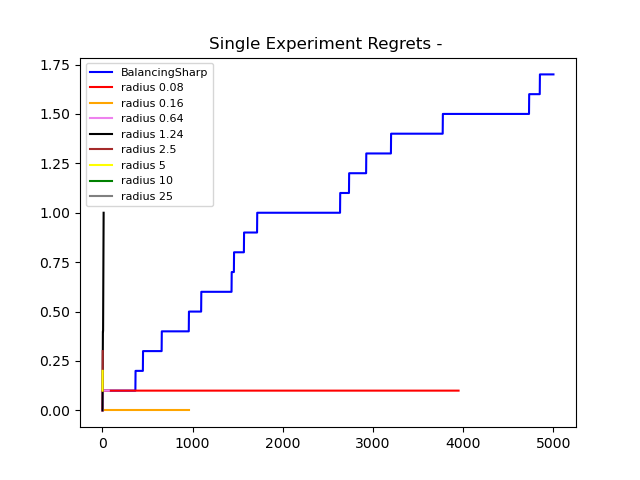 Single Experiment Regrets -
1.75
1.50
1.25
1.00
0.75
0.50
0.25
0.00
BalancingSharp
radius 0.08
radius 0.16
radius 0.64
radius 1.24
radius 2.5
radius 5
radius 10
radius 25
0 1000 2000 3000 4000 5000